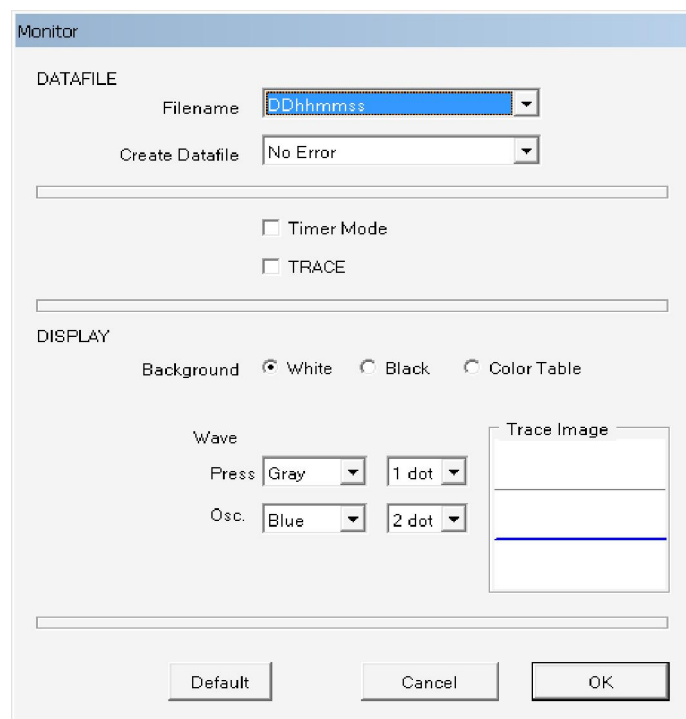 Monitor
DATAFILE
Filename DDhhmmss
Create Datafile No Error
Timer Mode
TRACE
DISPLAY
Background White Black Color Table
Wave Trace Image
Press Gray 1 dot
Osc. Blue 2 dot
Default Cancel OK